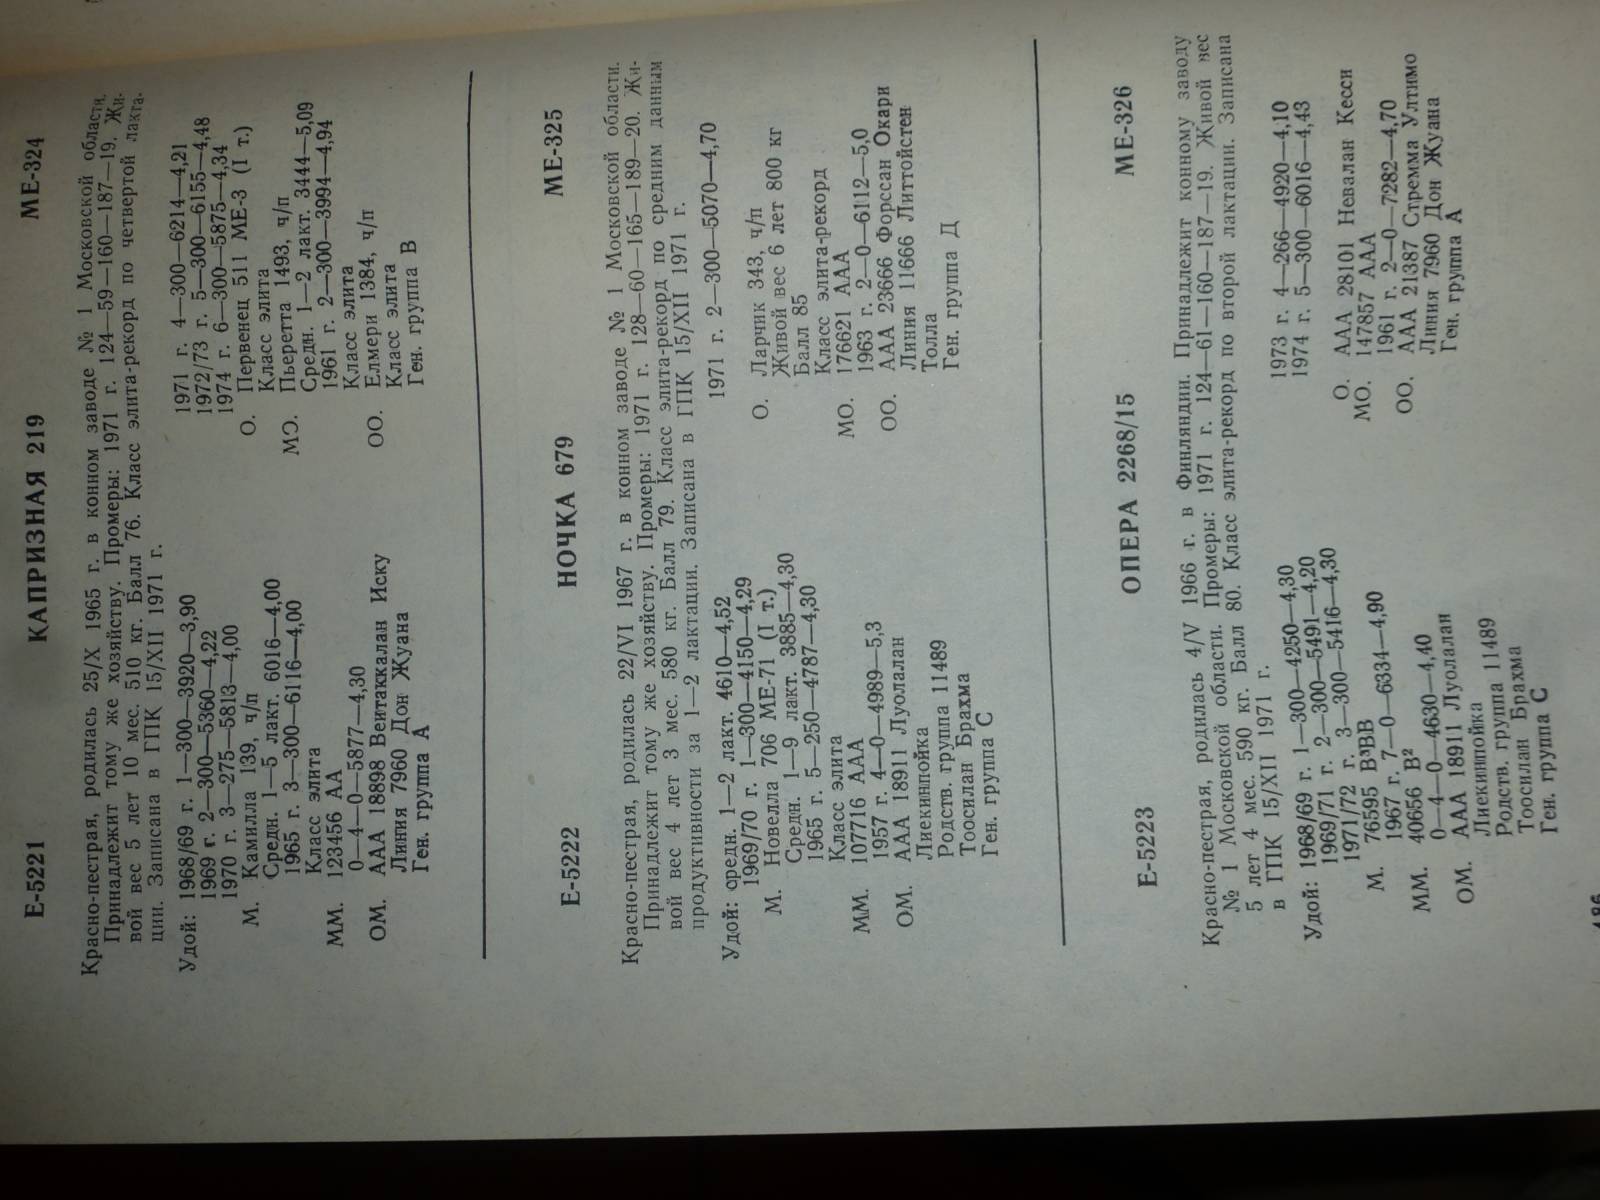 Е-5221 КАПРИЗНАЯ 219 МЕ-324
Красно-пестрая, родилась 25/X 1965 г. в конном заводе № 1 Московской области.
Принадлежит тому же хозяйству. Промеры: 1971 г. 124—59—160—187—19. Жи-
вой вес 5 лет 10 мес. 510 кг. Балл 76. Класс элита-рекорд по четвертой лакта-
ции. Записана в ГПК 15/XII 1971 г.
Удой: 1968/69 г. 1—300—3920—3,90
1969 г. 2—300—5360—4,22
1970 г. 3—275—5813—4,00
М. Камилла 139, ч/п
Средн. 1—5 лакт. 6016—4,00
1965 г. 3—300—6116—4,00
Класс элита
ММ. 123456 АА
0—4—0—5877—4,30
ОМ. ААА 18898 Веитаккалан Иску
Линия 7960 Дон Жуана
Ген. группа А
1971 г. 4—300—6214—4,21
1972/73 г. 5—300—6155—4,48
1974 г. 6—300—5875—4,34
О. Первенец 511 МЕ-3 (I т.)
Класс элита
МО. Пьеретта 1493, ч/п
Средн. 1—2 лакт. 3444—5,09
1961 г. 2—300—3994—4,94
Класс элита
ОО. Елмери 1384, ч/п
Класс элита
Ген. группа В
Е-5222 НОЧКА 679 МЕ-325
Красно-пестрая, родилась 22/VI 1967 г. в конном заводе № 1 Московской области.
Принадлежит тому же хозяйству. Промеры: 1971 г. 128—60—165—189—20. Жи-
вой вес 4 лет 3 мес. 580 кг. Балл 79. Класс элита-рекорд по средним данным
продуктивности за 1—2 лактации. Записана в ГПК 15/XII 1971 г.
Удой: средн. 1—2 лакт. 4610—4,52
1969/70 г. 1—300—4150—4,29
М. Новелла 706 МЕ-71 (I т.)
Средн. 1—9 лакт. 3885—4,30
1965 г. 5—250—4787—4,30
Класс элита
ММ. 107716 ААА
1957 г. 4—0—4989—5,3
ОМ. ААА 18911 Луолалан
Лиекинпойка
Родств. группа 11489
Тоосилан Брахма
Ген. группа С
1971 г. 2—300—5070—4,70
О. Ларчик 343, ч/п
Живой вес 6 лет 800 кг
Балл 85
Класс элита-рекорд
МО. 176621 ААА
1963 г. 2—0—6112—5,0
ОО. ААА 23666 Форссан Окари
Линия 11666 Литтойстен
Толла
Ген. группа Д
Е-5223 ОПЕРА 2268/15 МЕ-326
Красно-пестрая, родилась 4/V 1966 г. в Финляндии. Принадлежит конному заводу
№ 1 Московской области. Промеры: 1971 г. 124—61—160—187—19. Живой вес
5 лет 4 мес. 590 кг. Балл 80. Класс элита-рекорд по второй лактации. Записана
в ГПК 15/XII 1971 г.
Удой: 1968/69 г. 1—300—4250—4,30
1969/71 г. 2—300—5491—4,20
1971/72 г. 3—300—5416—4,30
М. 76595 В³ВВ
1967 г. 7—0—6334—4,90
ММ. 40656 В²
0—4—0—4630—4,40
ОМ. ААА 18911 Луолалан
Лиекинпойка
Родств. группа 11489
Тоосилан Брахма
Ген. группа С
1973 г. 4—266—4920—4,10
1974 г. 5—300—6016—4,43
О. ААА 28101 Невалан Кесси
МО. 147857 ААА
1961 г. 2—0—7282—4,70
ОО. ААА 21387 Стремма Ултимо
Линия 7960 Дон Жуана
Ген. группа А